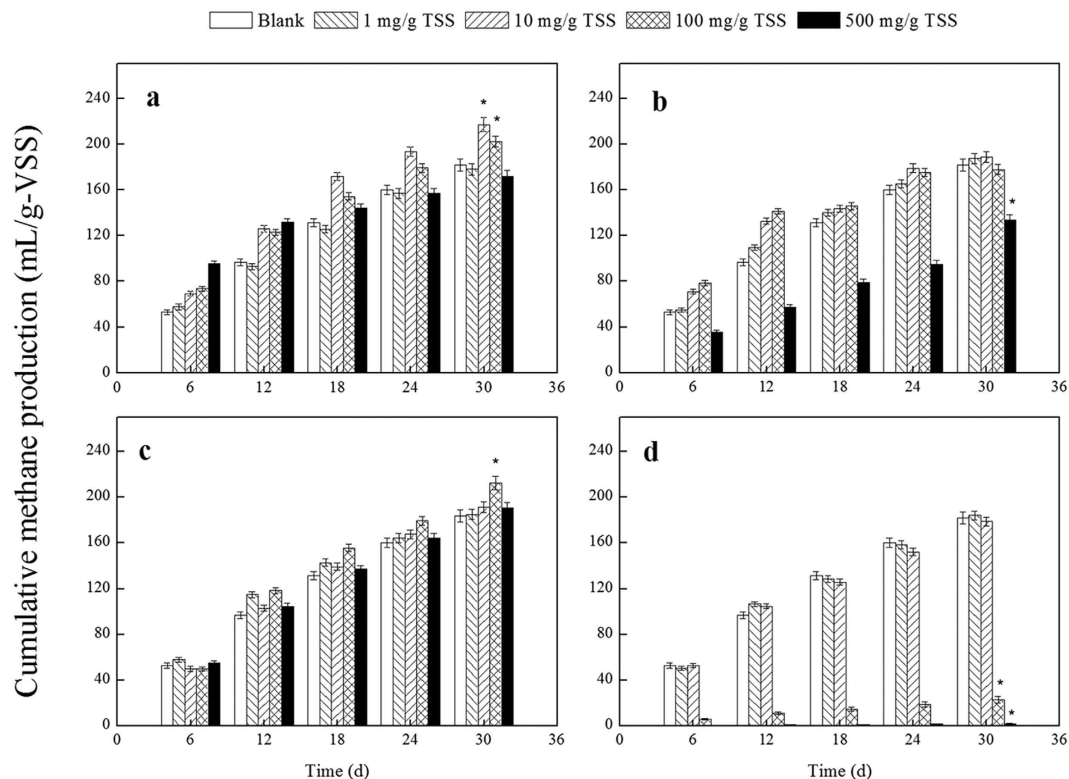 Blank 1 mg/g TSS 10 mg/g TSS 100 mg/g TSS 500 mg/g TSS
Cumulative methane production (mL/g-VSS)
a
240
200
160
120
80
40
0
* *
0 6 12 18 24 30 36
b
240
200
160
120
80
40
0
*
0 6 12 18 24 30 36
c
240
200
160
120
80
40
0
*
0 6 12 18 24 30 36
Time (d)
d
240
200
160
120
80
40
0
*
*
0 6 12 18 24 30 36
Time (d)